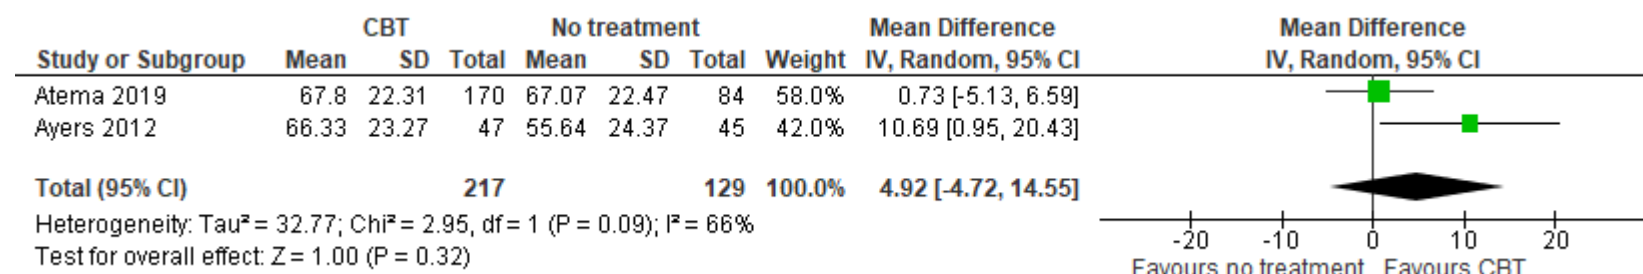 CBT No treatment Mean Difference Mean Difference
Study or Subgroup Mean SD Total Mean SD Total Weight IV, Random, 95% CI IV, Random, 95% CI
Atema 2019 67.8 22.31 170 67.07 22.47 84 58.0% 0.73 [-5.13, 6.59]
Ayers 2012 66.33 23.27 47 55.64 24.37 45 42.0% 10.69 [0.95, 20.43]
Total (95% CI) 217 129 100.0% 4.92 [-4.72, 14.55]
Heterogeneity: Tau² = 32.77; Chi² = 2.95, df = 1 (P = 0.09); I² = 66%
Test for overall effect: Z = 1.00 (P = 0.32)
-20 -10 0 10 20
Favours no treatment Favours CBT